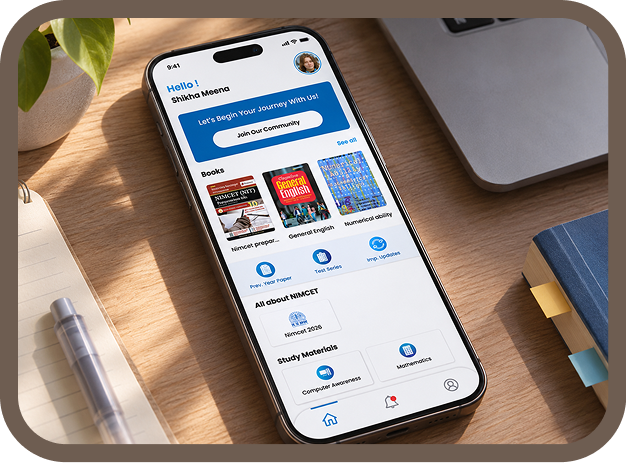 9:41
Hello !
Shikha Meena
Let's Begin Your Journey With Us!
Join Our Community
Books
See all
NIMCET (NIT)
General
English
Numerical
Nimcet prepar...
General English
Numerical ability
Prev. Year Paper
Test Series
Imp. Updates
All about NIMCET
Nimcet 2026
Study Materials
Computer Awareness
Mathematics